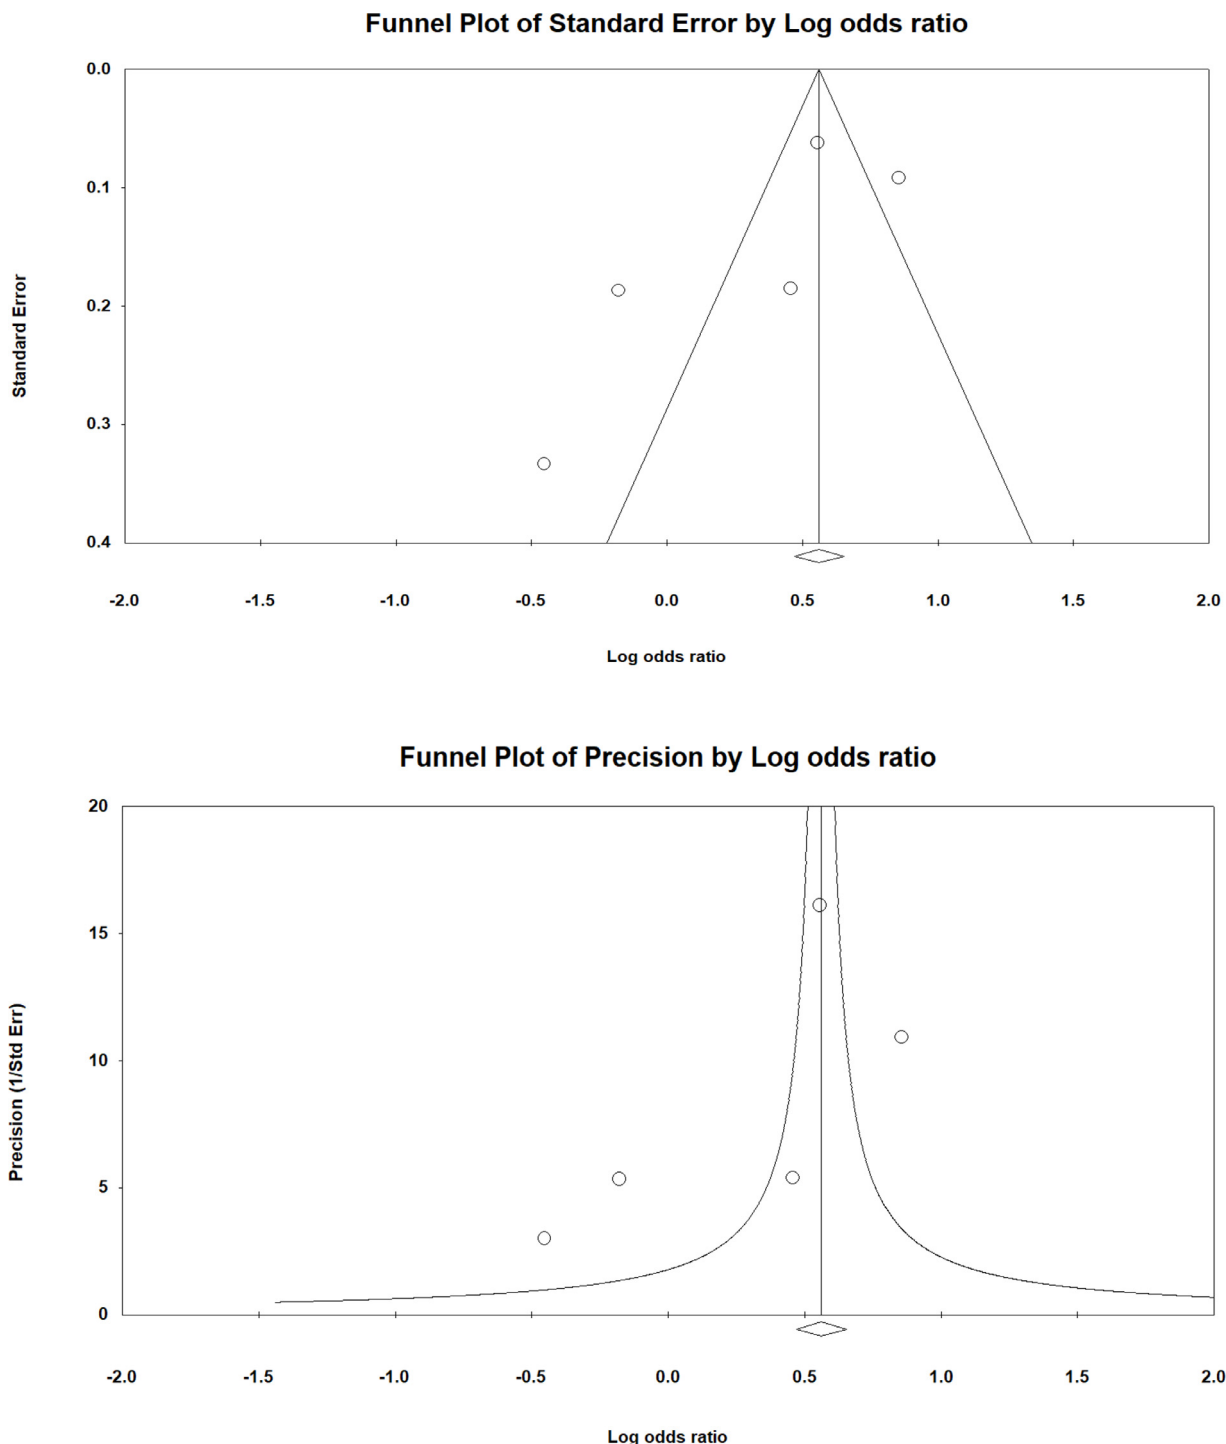 Funnel Plot of Standard Error by Log odds ratio
0.0
0.1
0.2
0.3
0.4
Standard Error
-2.0 -1.5 -1.0 -0.5 0.0 0.5 1.0 1.5 2.0
Log odds ratio
Funnel Plot of Precision by Log odds ratio
20
15
10
5
0
Precision (1/Std Err)
-2.0 -1.5 -1.0 -0.5 0.0 0.5 1.0 1.5 2.0
Log odds ratio